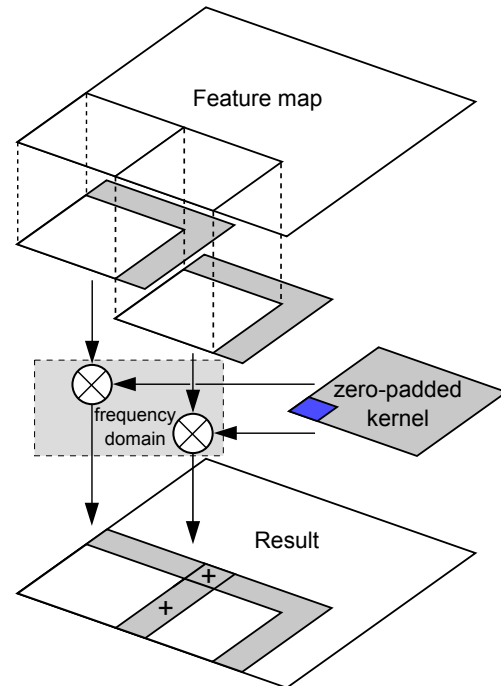 Feature map
zero-padded
kernel
frequency
domain
Result
+
+